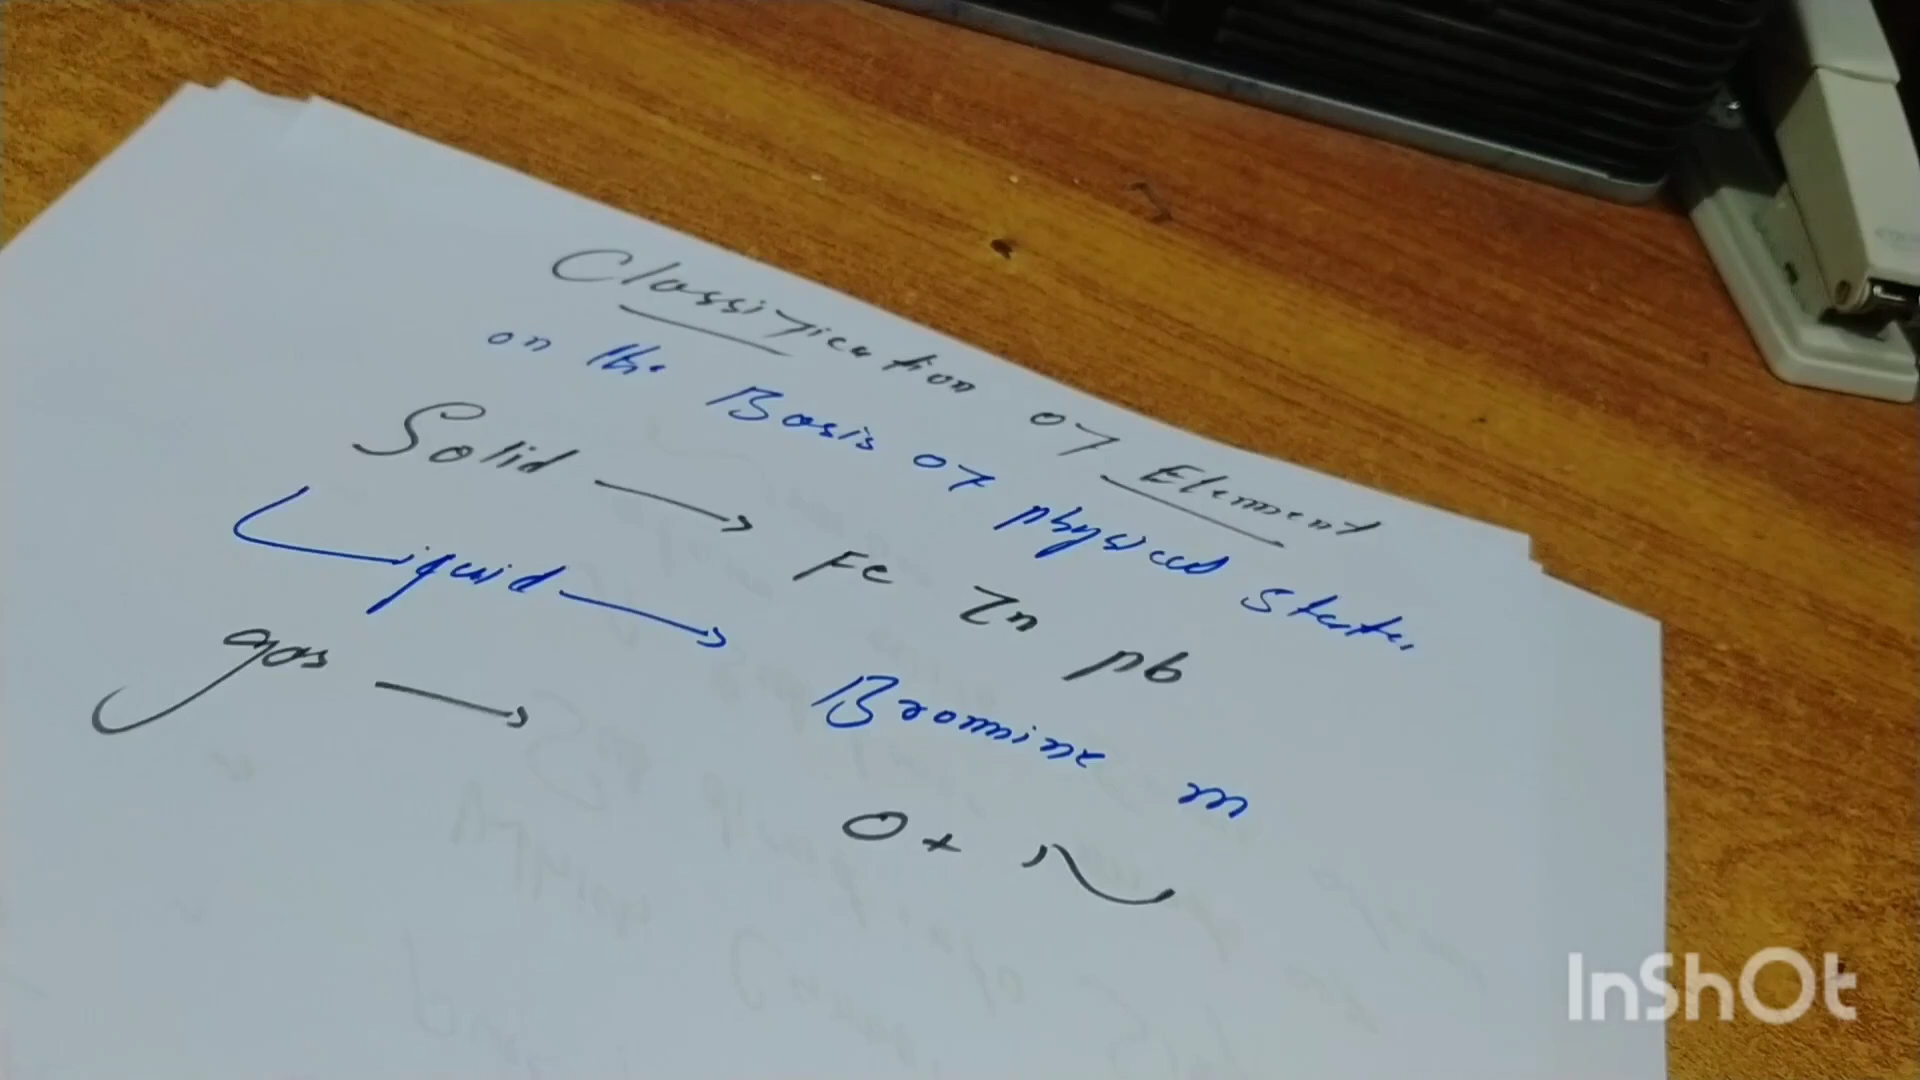 Classification of Element
on the Basis of physical State,
Solid → Fe Zn pb
Liquid → Bromine m
gas → O + N
InShOt